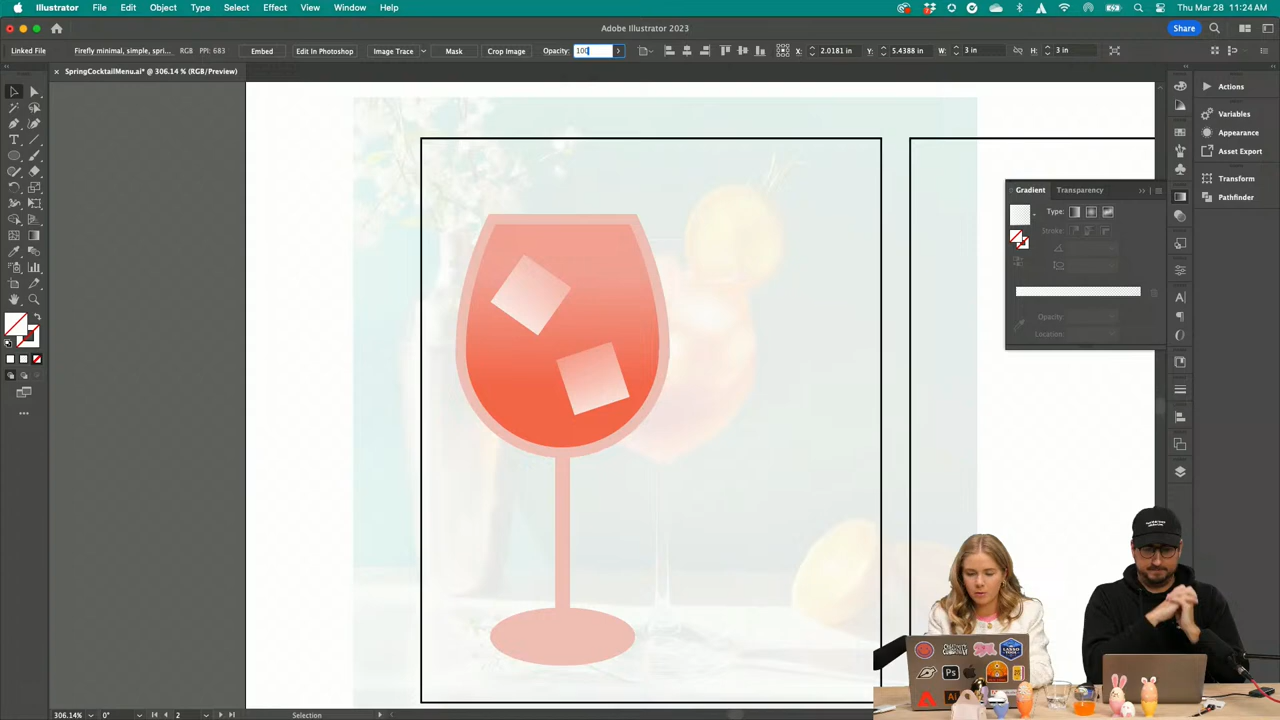 Illustrator File Edit Object Type Select Effect View Window Help
Thu Mar 28 11:24 AM
Adobe Illustrator 2023
Share
Linked File Firefly minimal, simple, spri... RGB PPI: 683 Embed Edit In Photoshop Image Trace Mask Crop Image Opacity: 100 X: 2.0181 in Y: 5.4388 in W: 3 in H: 3 in
× SpringCocktailMenu.ai* @ 306.14 % (RGB/Preview)
Actions
Variables
Appearance
Asset Export
Transform
Pathfinder
Gradient Transparency
Type:
Stroke:
Opacity:
Location:
Ps
Ai
306.14% 0° 2 Selection